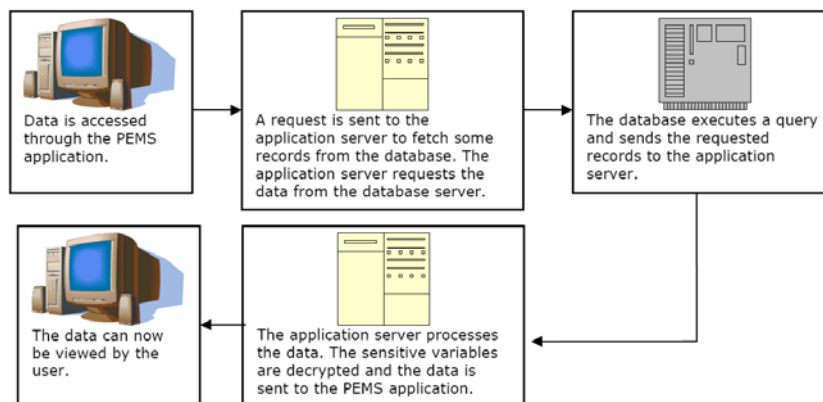 Data is accessed
through the PEMS
application.
A request is sent to the
application server to fetch some
records from the database. The
application server requests the
data from the database server.
The database executes a query
and sends the requested
records to the application
server.
The data can now
be viewed by the
user.
The application server processes
the data. The sensitive variables
are decrypted and the data is
sent to the PEMS application.